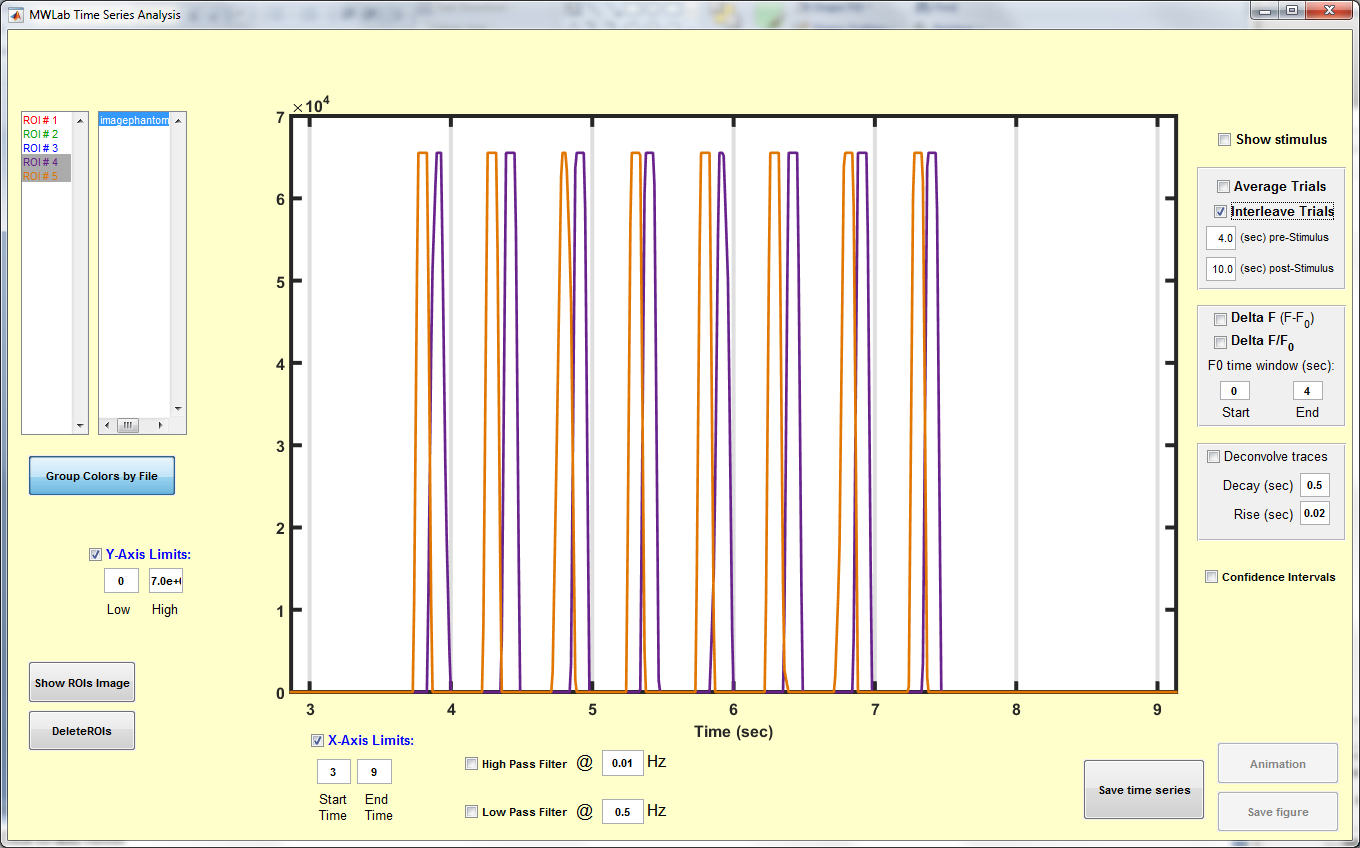 MWLab Time Series Analysis
ROI # 1
ROI # 2
ROI # 3
ROI # 4
ROI # 5
imagephantom
Group Colors by File
Y-Axis Limits:
0
7.0e+
Low
High
Show ROIs Image
DeleteROIs
×10⁴
7
6
5
4
3
2
1
0
3
4
5
6
7
8
9
Time (sec)
X-Axis Limits:
3
9
Start Time
End Time
High Pass Filter @ 0.01 Hz
Low Pass Filter @ 0.5 Hz
Show stimulus
Average Trials
Interleave Trials
4.0 (sec) pre-Stimulus
10.0 (sec) post-Stimulus
Delta F (F-F₀)
Delta F/F₀
F0 time window (sec):
0
4
Start
End
Deconvolve traces
Decay (sec) 0.5
Rise (sec) 0.02
Confidence Intervals
Save time series
Animation
Save figure